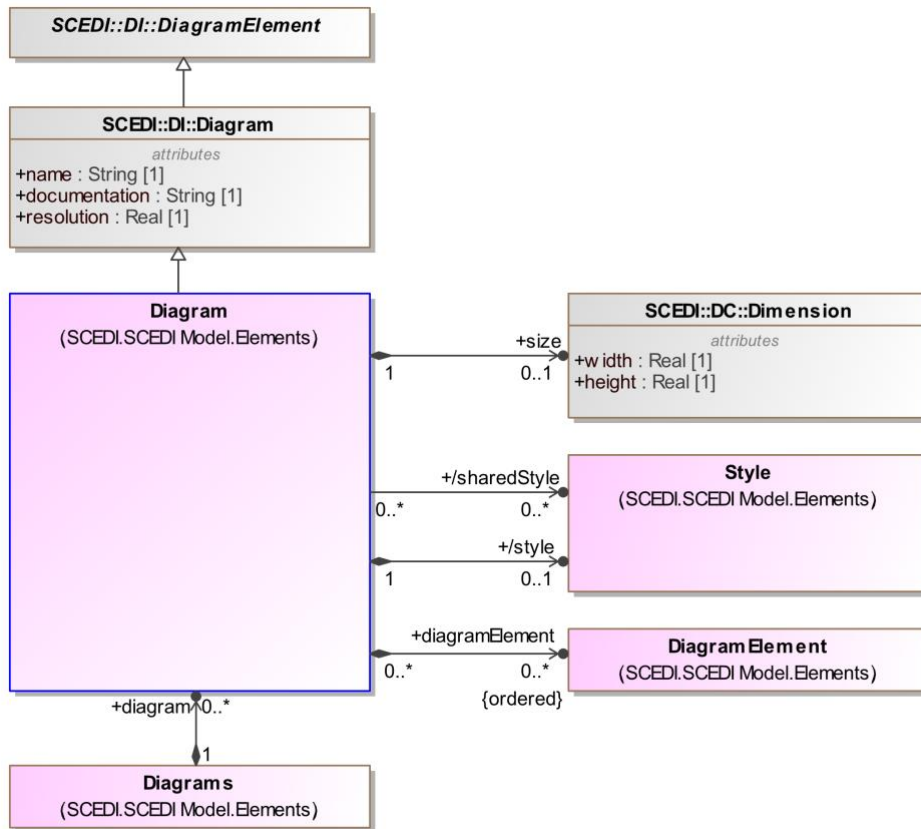 SCEDI::DI::DiagramElement
SCEDI::DI::Diagram
attributes
+name : String [1]
+documentation : String [1]
+resolution : Real [1]
Diagram
(SCEDI.SCEDI Model.Elements)
+size
1
0..1
SCEDI::DC::Dimension
attributes
+width : Real [1]
+height : Real [1]
+/sharedStyle
0..*
0..*
+/style
1
0..1
Style
(SCEDI.SCEDI Model.Elements)
+diagramElement
0..*
0..*
{ordered}
DiagramElement
(SCEDI.SCEDI Model.Elements)
+diagram
0..*
1
Diagrams
(SCEDI.SCEDI Model.Elements)